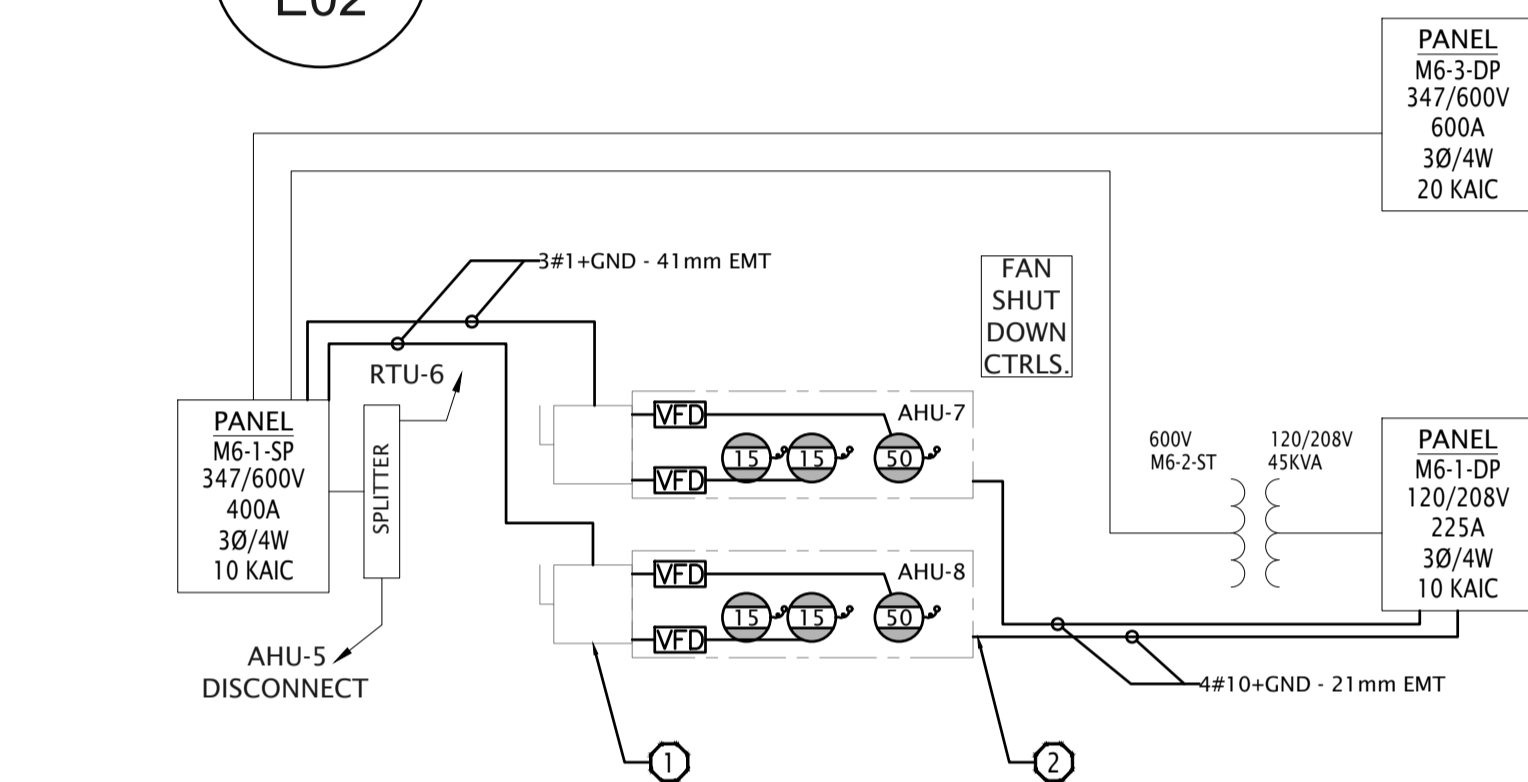 E02
PANEL
M6-3-DP
347/600V
600A
3Ø/4W
20 KAIC
3#1+GND - 41mm EMT
FAN
SHUT
DOWN
CTRLS.
RTU-6
PANEL
M6-1-SP
347/600V
400A
3Ø/4W
10 KAIC
SPLITTER
AHU-5
DISCONNECT
VFD
AHU-7
15
15
50
VFD
VFD
AHU-8
15
15
50
VFD
600V
M6-2-ST
120/208V
45KVA
PANEL
M6-1-DP
120/208V
225A
3Ø/4W
10 KAIC
4#10+GND - 21mm EMT
1
2